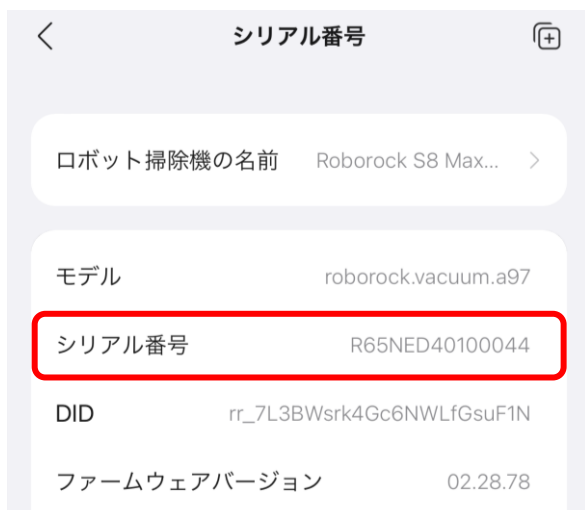 シリアル番号
ロボット掃除機の名前 Roborock S8 Max...
モデル roborock.vacuum.a97
シリアル番号 R65NED40100044
DID rr_7L3BWsrk4Gc6NWLfGsuF1N
ファームウェアバージョン 02.28.78